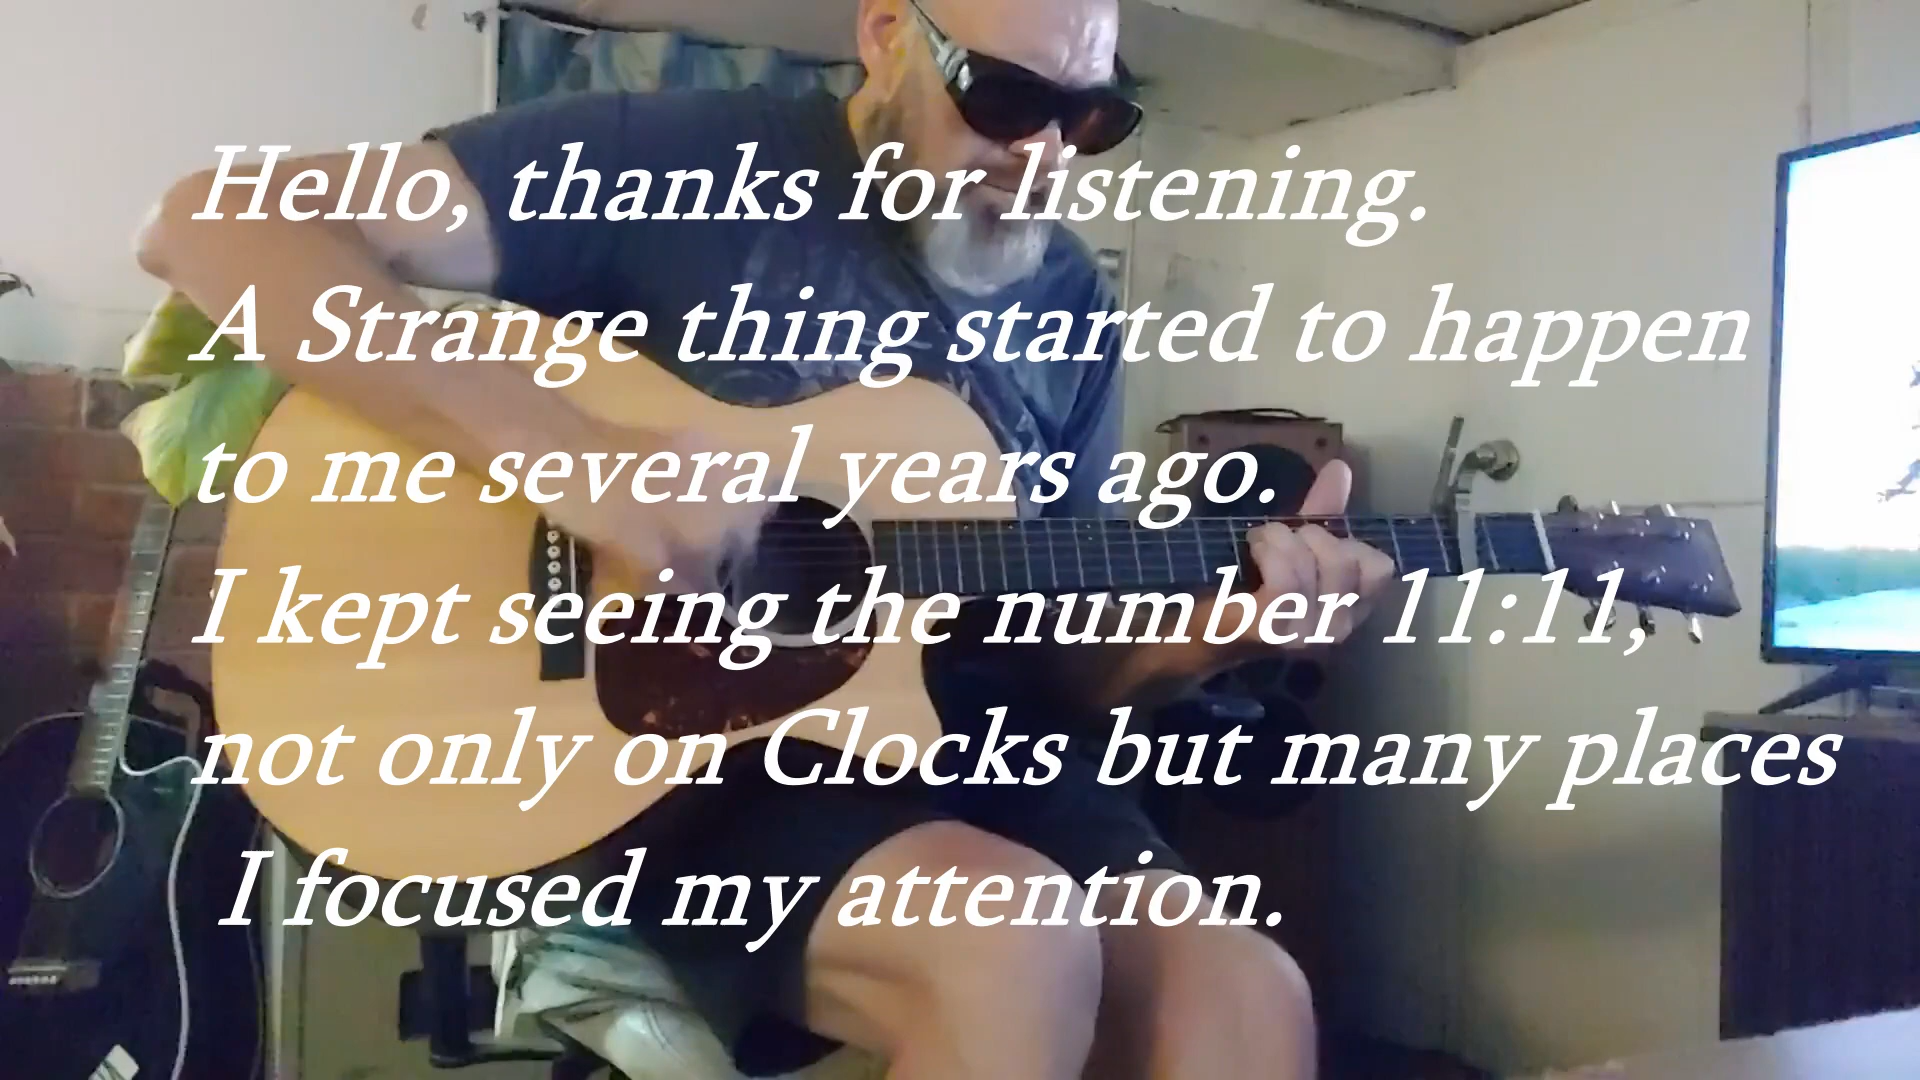 Hello, thanks for listening.
A Strange thing started to happen
to me several years ago.
I kept seeing the number 11:11,
not only on Clocks but many places
I focused my attention.